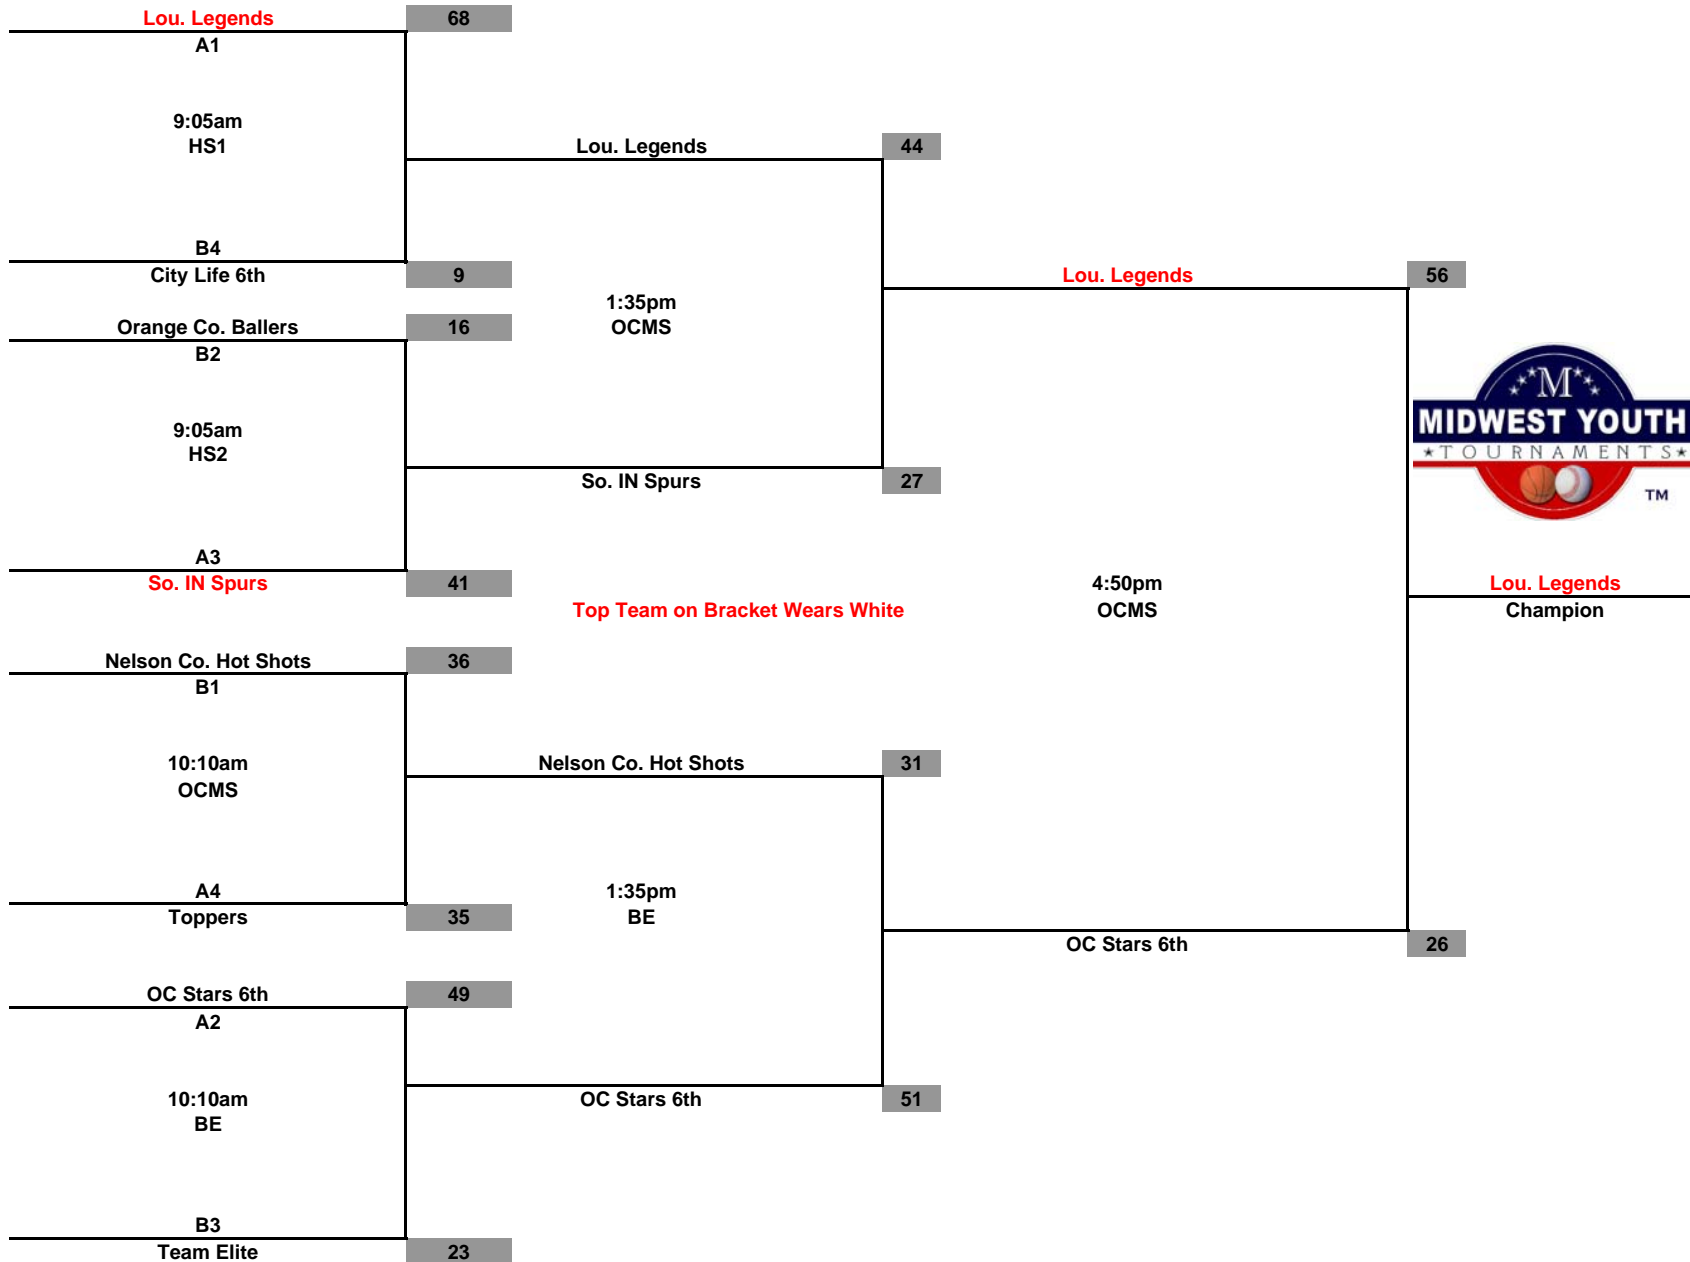 Lou. Legends 68
A1
9:05am
HS1
Lou. Legends 44
B4
City Life 6th 9
Lou. Legends 56
1:35pm
OCMS
Orange Co. Ballers 16
B2
9:05am
HS2
So. IN Spurs 27
A3
So. IN Spurs 41
M
MIDWEST YOUTH
TOURNAMENTS
TM
4:50pm
OCMS
Lou. Legends
Champion
Top Team on Bracket Wears White
Nelson Co. Hot Shots 36
B1
10:10am
OCMS
Nelson Co. Hot Shots 31
A4
Toppers 35
1:35pm
BE
OC Stars 6th 26
OC Stars 6th 49
A2
10:10am
BE
OC Stars 6th 51
B3
Team Elite 23